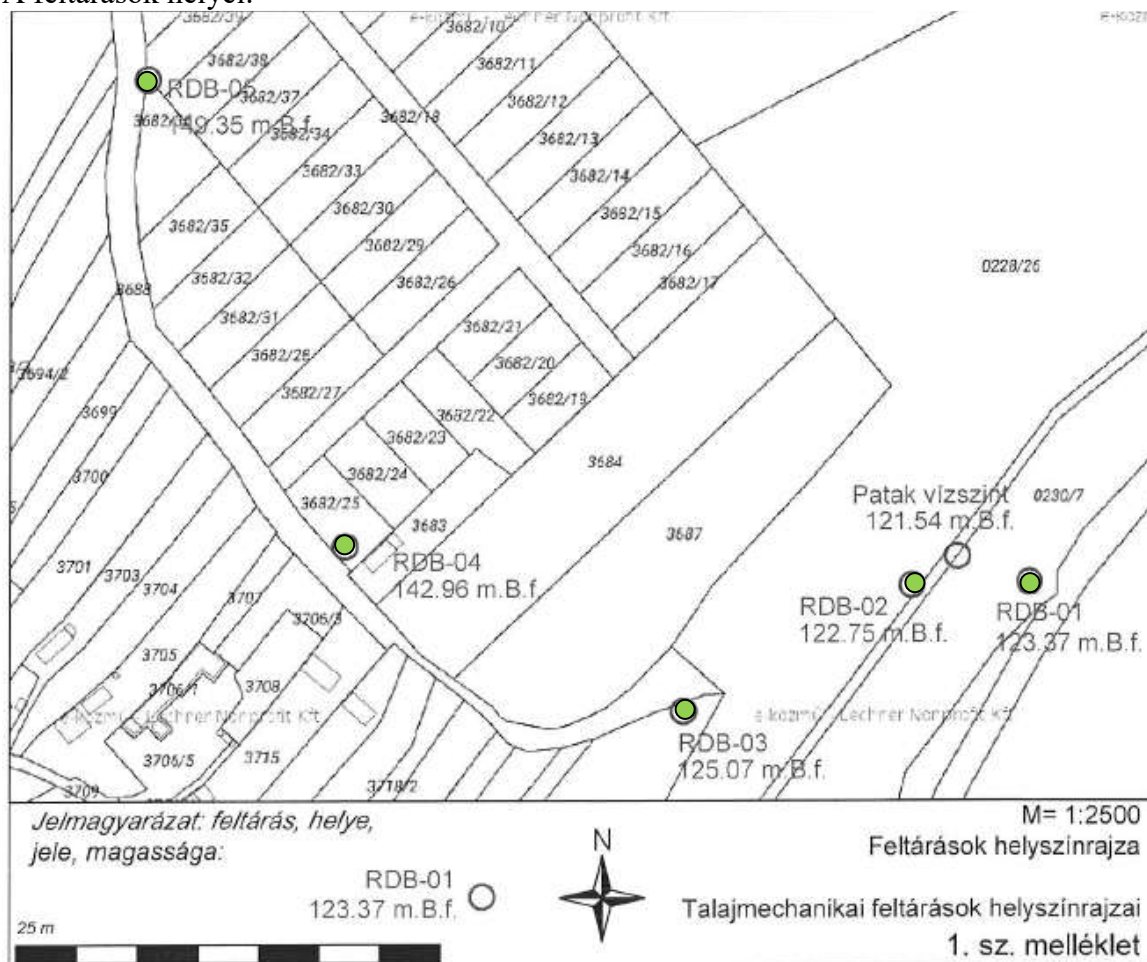 A feltárások helyei:
3682/39
e-közmű - Lechner Nonprofit Kft
3682/10
3682/38
3682/11
RDB-05
149.35 m.B.f.
3682/37
3682/12
3682/18
3682/34
3682/13
3682/33
3682/14
3682/30
3682/15
3682/35
3682/29
3682/16
3682/32
3682/26
3682/17
0228/26
3688
3682/31
3682/21
3682/28
3682/20
3694/2
3682/27
3682/19
3699
3682/22
3682/23
3700
3682/24
3684
3682/25
3683
3687
Patak vízszint
121.54 m.B.f.
0230/7
RDB-04
142.96 m.B.f.
3701
3703
3704
3707
3706/3
RDB-02
122.75 m.B.f.
RDB-01
123.37 m.B.f.
3705
3706/1
3708
e-közmű - Lechner Nonprofit Kft
e-közmű - Lechner Nonprofit Kft
RDB-03
125.07 m.B.f.
3706/5
3715
3709
3718/2
Jelmagyarázat: feltárás, helye,
jele, magassága:
RDB-01
123.37 m.B.f.
25 m
N
M= 1:2500
Feltárások helyszínrajza
Talajmechanikai feltárások helyszínrajzai
1. sz. melléklet